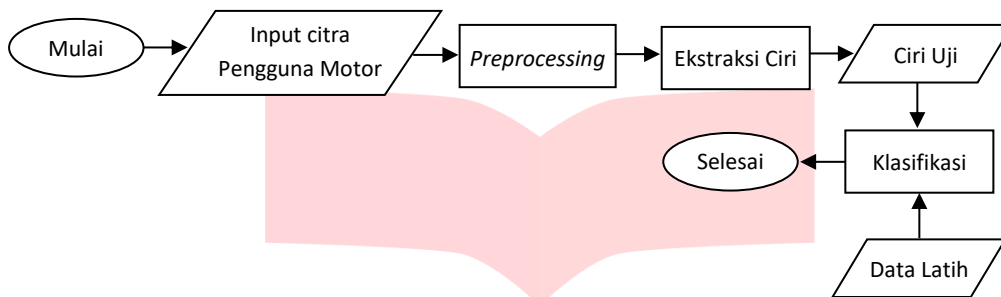 Mulai
Input citra
Pengguna Motor
Preprocessing
Ekstraksi Ciri
Ciri Uji
Klasifikasi
Selesai
Data Latih